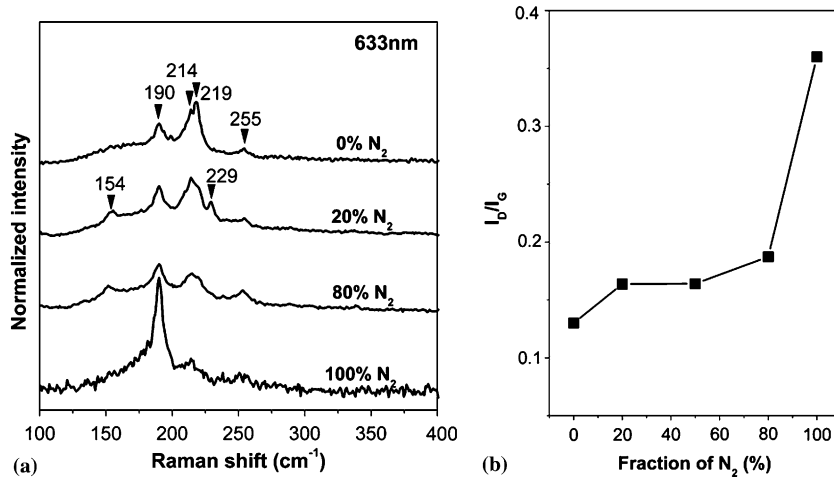 633nm
214
190
219
255
0% N₂
154
229
20% N₂
80% N₂
100% N₂
Normalized intensity
100 150 200 250 300 350 400
Raman shift (cm⁻¹)
(a)
0.4
0.3
0.2
0.1
I_D/I_G
0 20 40 60 80 100
Fraction of N₂ (%)
(b)